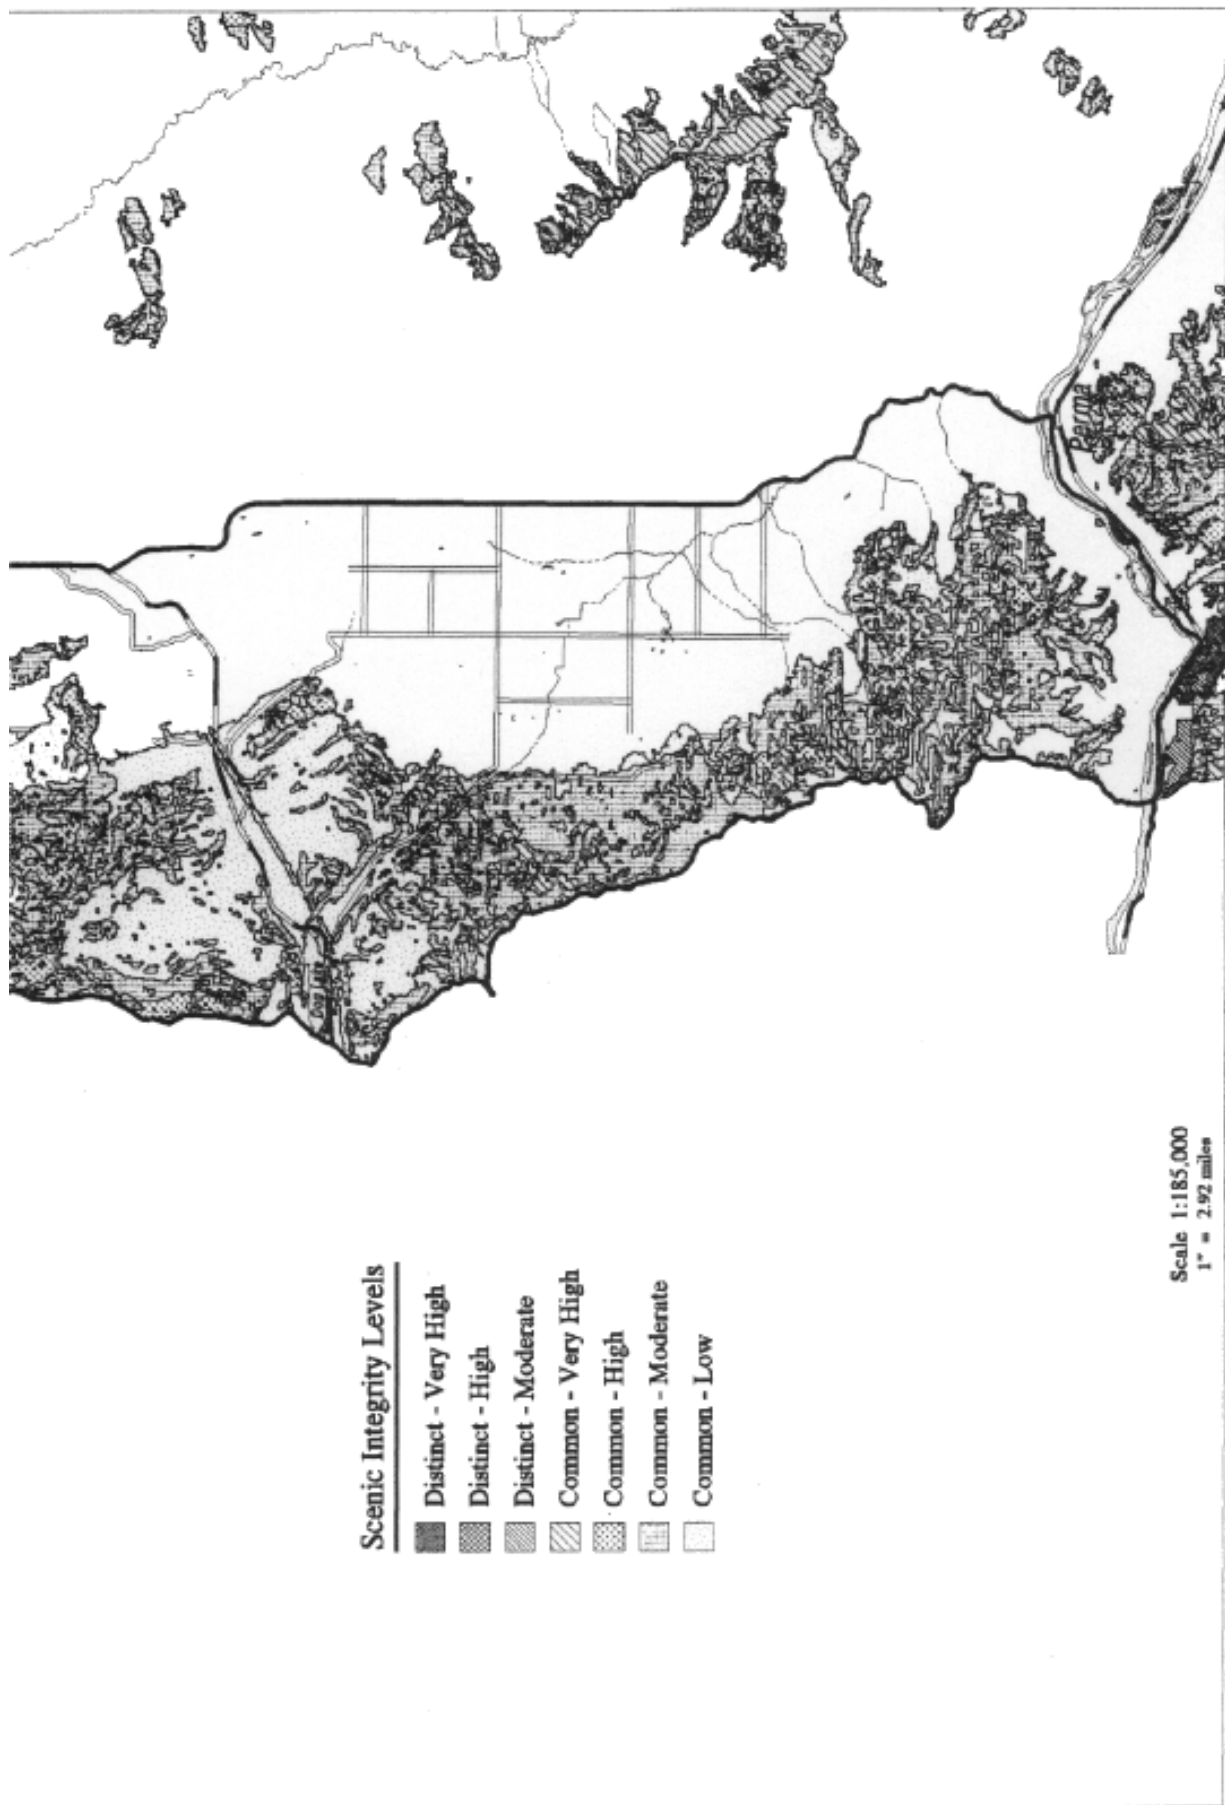 Perma
Scenic Integrity Levels
Distinct - Very High
Distinct - High
Distinct - Moderate
Common - Very High
Common - High
Common - Moderate
Common - Low
Scale 1:185,000
1" = 2.92 miles